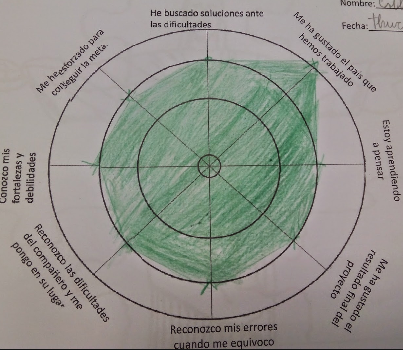 Nombre:
Fecha:
He buscado soluciones ante
las dificultades
Me ha gustado el país que
hemos trabajado
Estoy aprendiendo
a pensar
Me ha gustado el
resultado final del
proyecto
Reconozco mis errores
cuando me equivoco
Reconozco las dificultades
del compañero y me
pongo en su lugar
Conozco mis
fortalezas y
debilidades
Me he esforzado para
conseguir la meta.